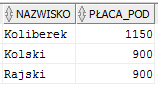 NAZWISKO PŁACA_POD
Koliberek 1150
Kolski 900
Rajski 900